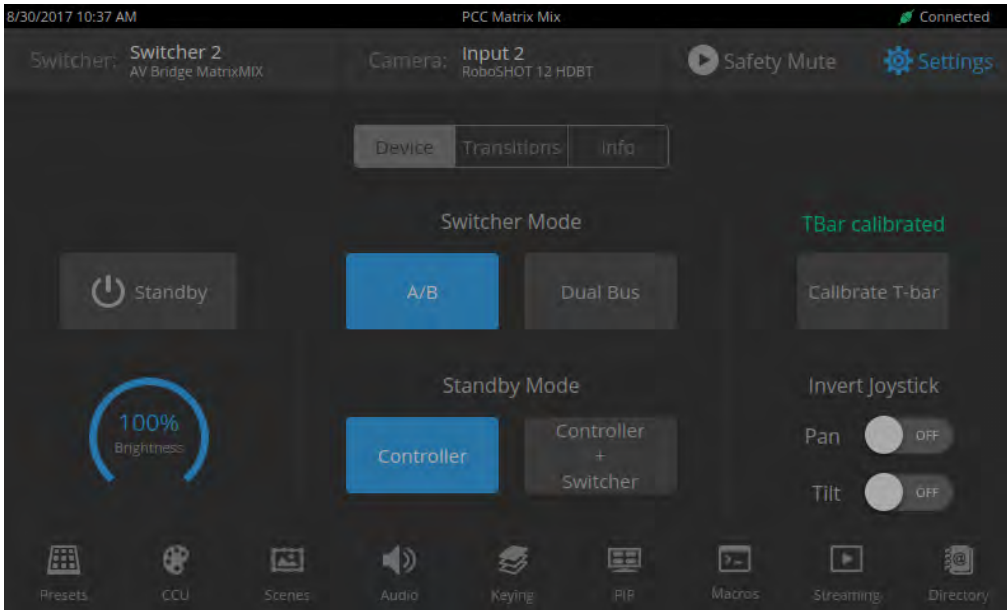 8/30/2017 10:37 AM
PCC Matrix Mix
Connected
Switcher:
Switcher 2
AV Bridge MatrixMIX
Camera:
Input 2
RoboSHOT 12 HDBT
Safety Mute
Settings
Device
Transitions
Info
Switcher Mode
TBar calibrated
Standby
A/B
Dual Bus
Calibrate T-bar
Standby Mode
Invert Joystick
100%
Brightness
Controller
Controller
+
Switcher
Pan
OFF
Tilt
OFF
Presets
CCU
Scenes
Audio
Keying
PIP
Macros
Streaming
Directory